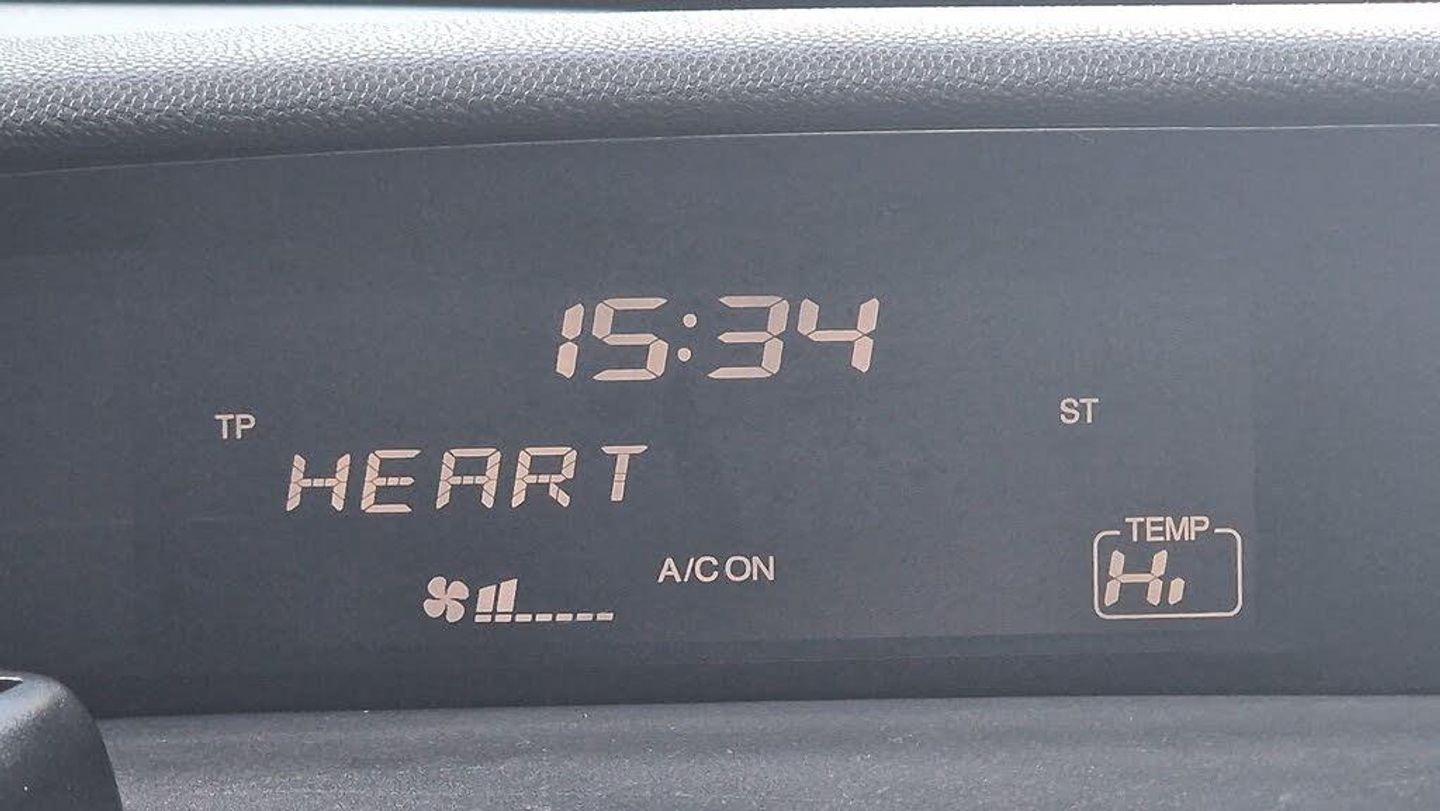 15:34
TP
ST
HEART
TEMP
Hi
A/C ON